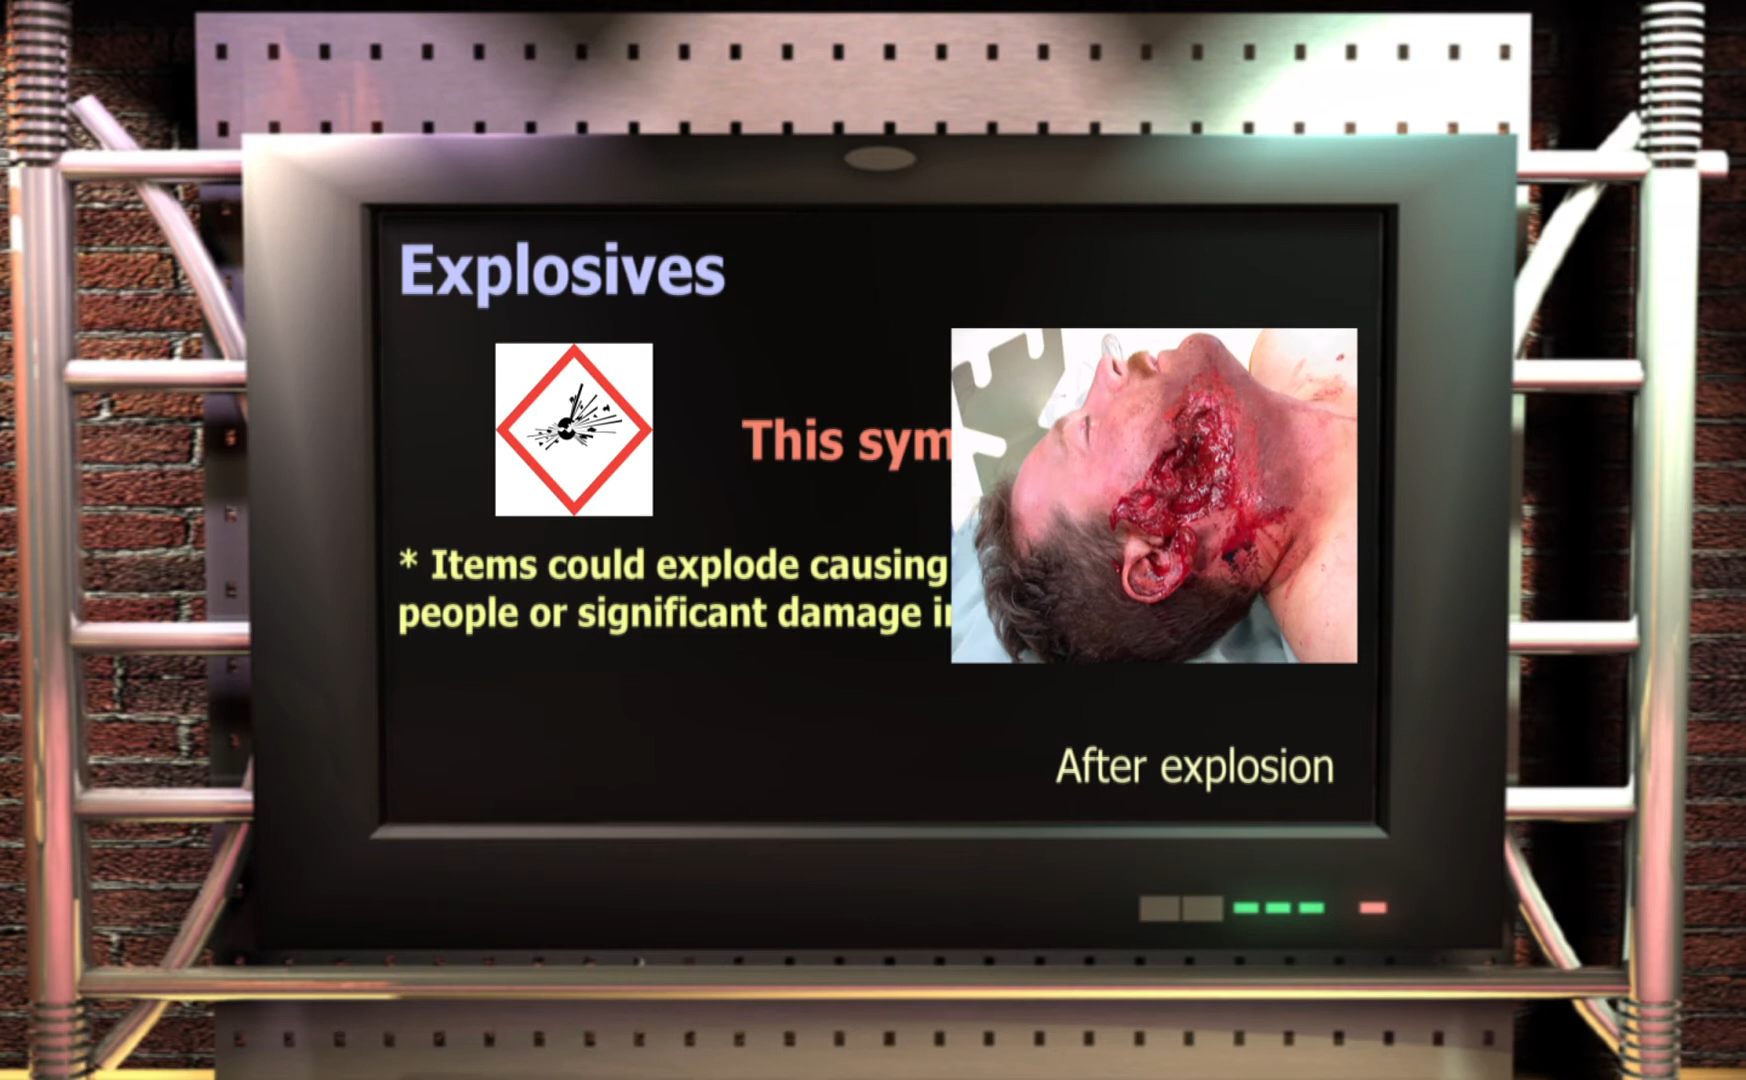 Explosives
This sym
* Items could explode causing
people or significant damage i
After explosion